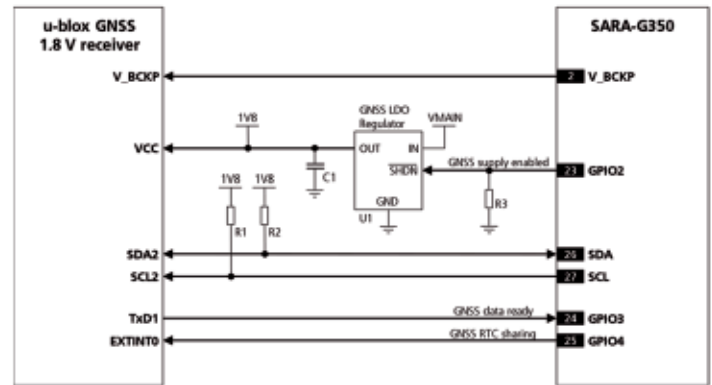 u-blox GNSS
1.8 V receiver
SARA-G350
V_BCKP
2 V_BCKP
GNSS LDO
Regulator
VMAIN
1V8
VCC
OUT IN
GNSS supply enabled
23 GPIO2
SHDN
C1
1V8 1V8
GND
R3
U1
R1 R2
SDA2
26 SDA
SCL2
27 SCL
TxD1
GNSS data ready
24 GPIO3
EXTINT0
GNSS RTC sharing
25 GPIO4